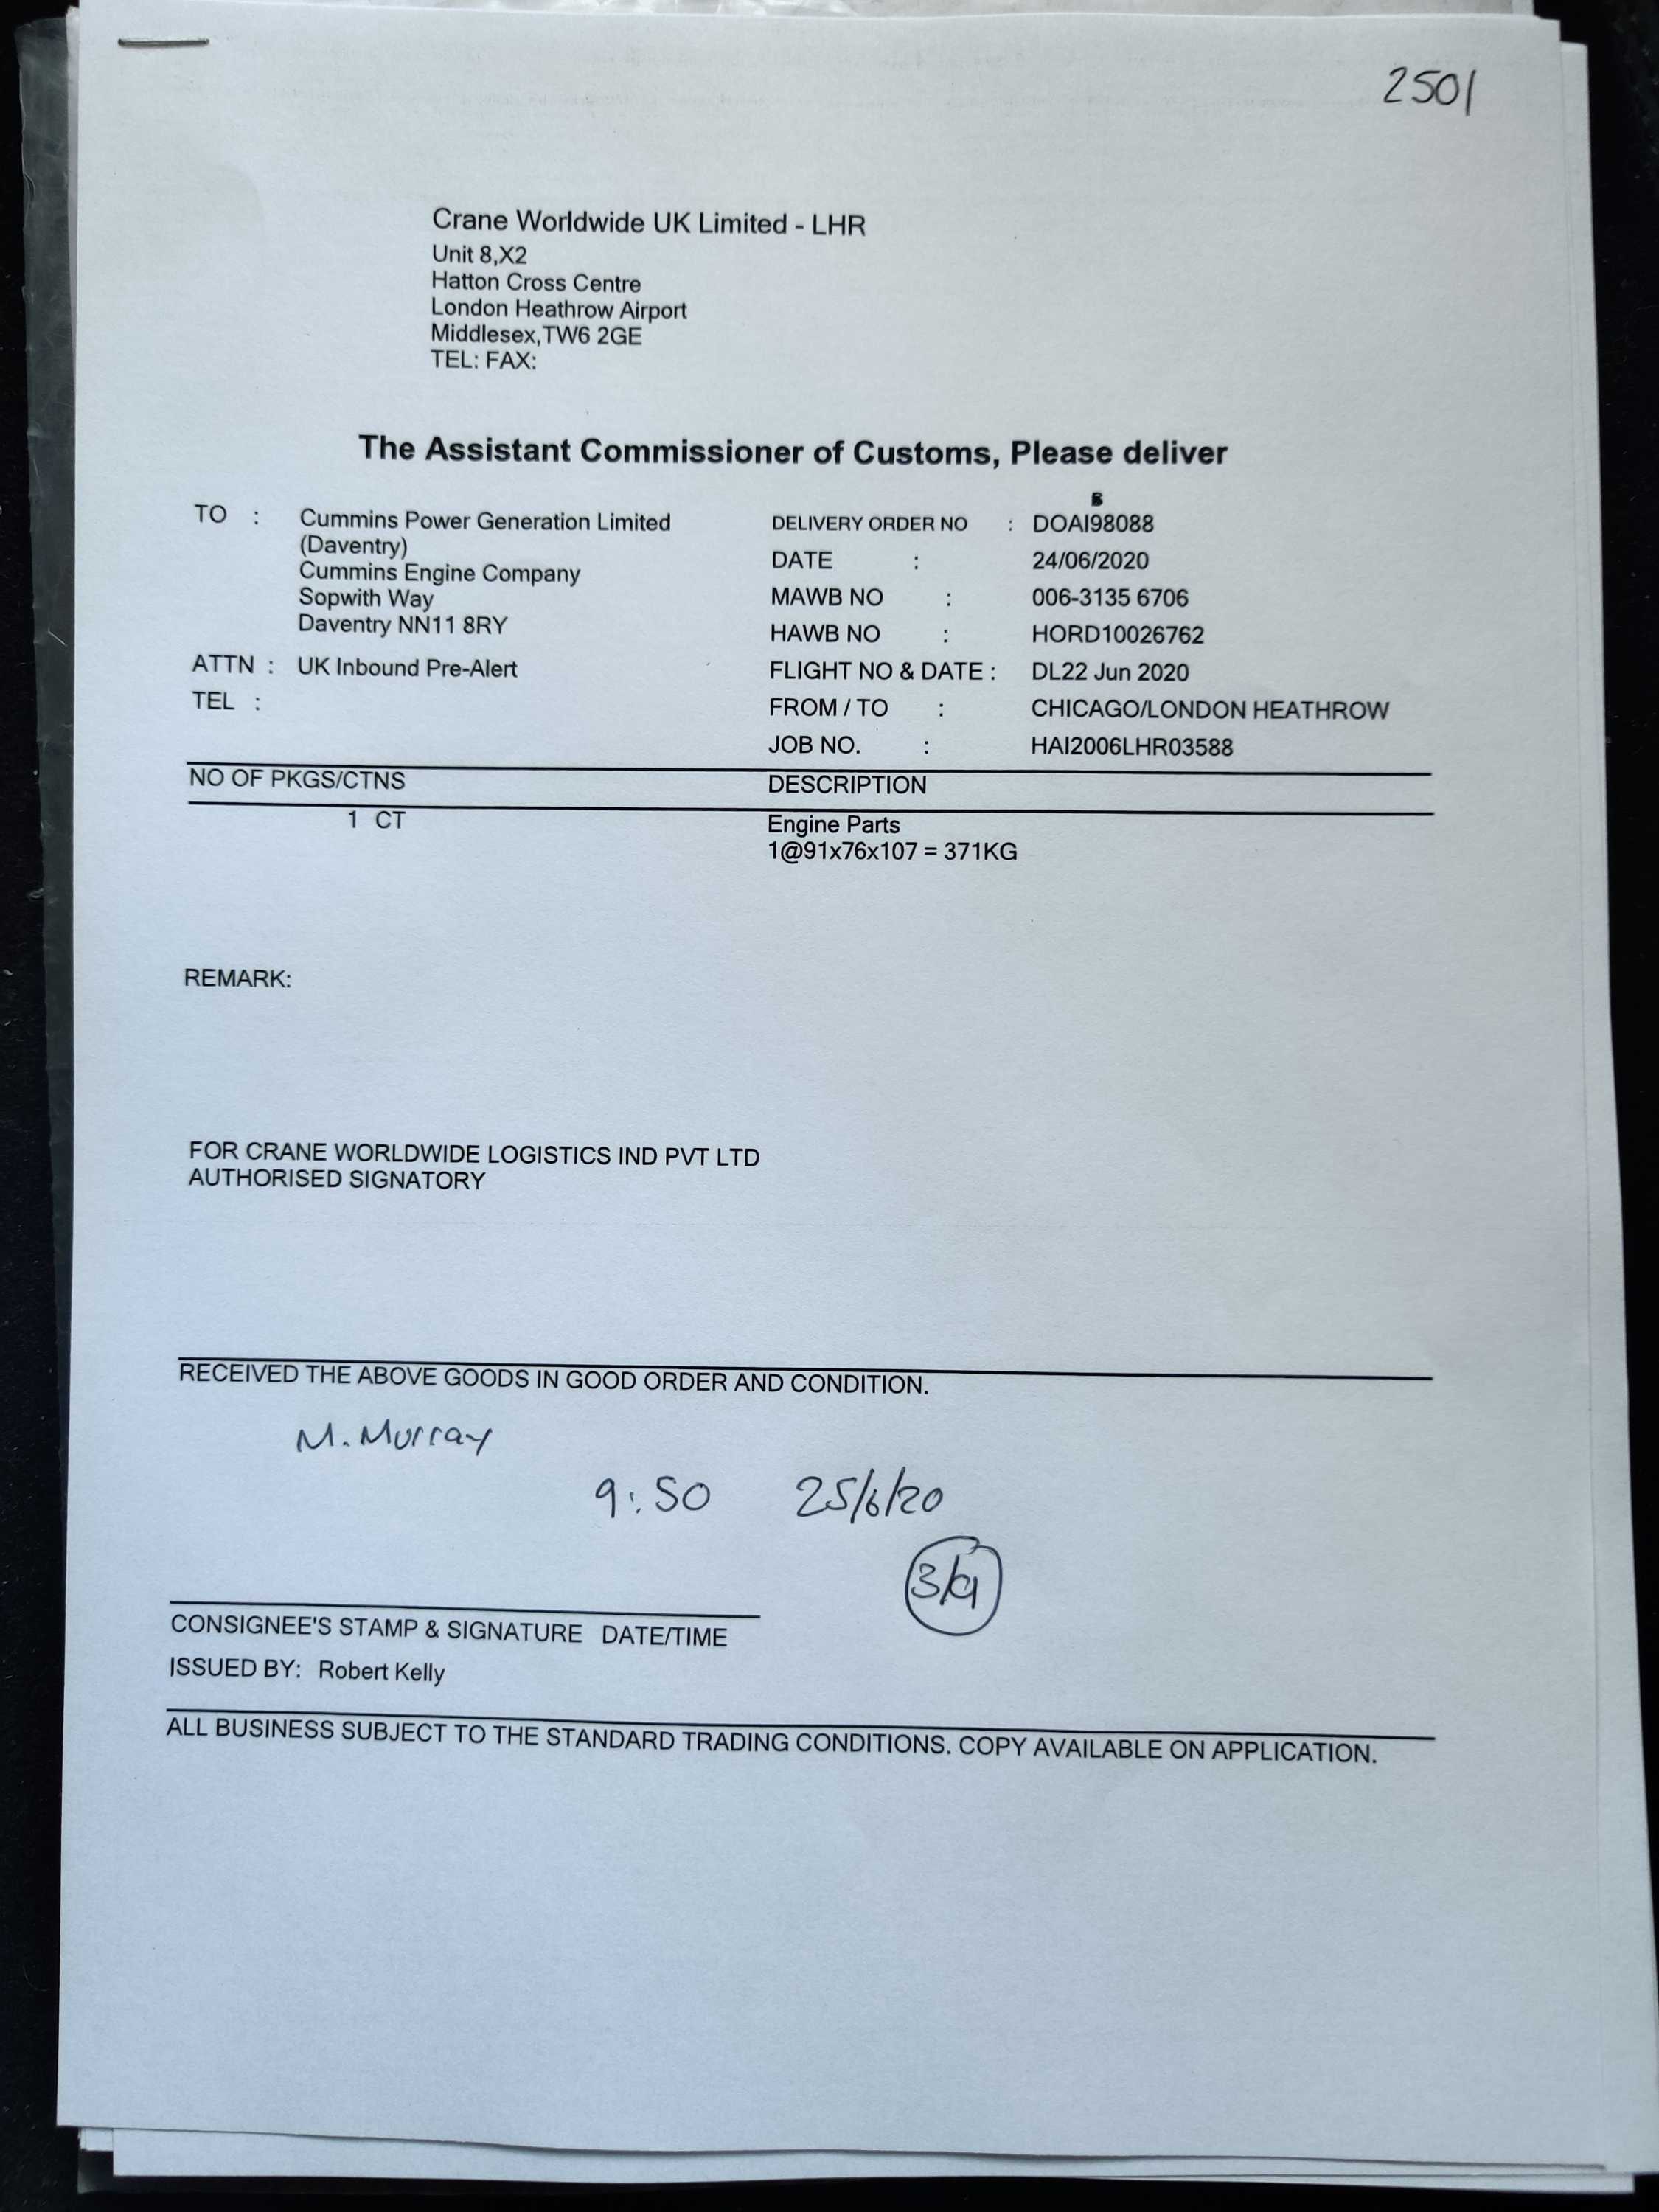 2501
Crane Worldwide UK Limited - LHR
Unit 8,X2
Hatton Cross Centre
London Heathrow Airport
Middlesex,TW6 2GE
TEL: FAX:
The Assistant Commissioner of Customs, Please deliver
TO : Cummins Power Generation Limited
(Daventry)
Cummins Engine Company
Sopwith Way
Daventry NN11 8RY
ATTN : UK Inbound Pre-Alert
TEL :
DELIVERY ORDER NO : DOAI98088
DATE : 24/06/2020
MAWB NO : 006-3135 6706
HAWB NO : HORD10026762
FLIGHT NO & DATE : DL22 Jun 2020
FROM / TO : CHICAGO/LONDON HEATHROW
JOB NO. : HAI2006LHR03588
NO OF PKGS/CTNS DESCRIPTION
1 CT Engine Parts
1@91x76x107 = 371KG
REMARK:
FOR CRANE WORLDWIDE LOGISTICS IND PVT LTD
AUTHORISED SIGNATORY
RECEIVED THE ABOVE GOODS IN GOOD ORDER AND CONDITION.
M. Murray
9:50 25/6/20
3/9
CONSIGNEE'S STAMP & SIGNATURE DATE/TIME
ISSUED BY: Robert Kelly
ALL BUSINESS SUBJECT TO THE STANDARD TRADING CONDITIONS. COPY AVAILABLE ON APPLICATION.